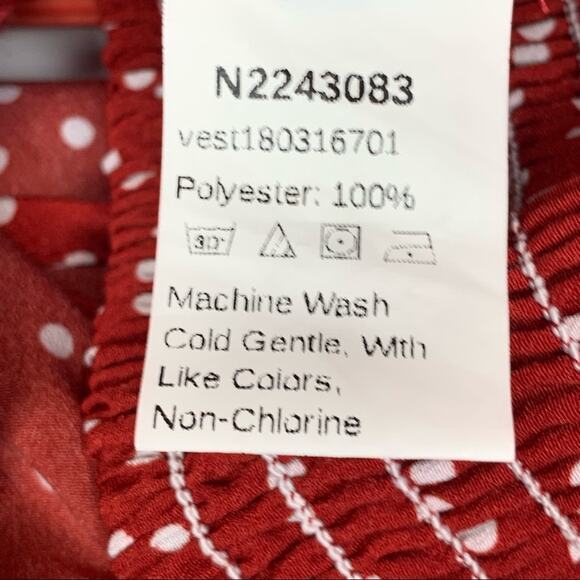 N2243083
vest180316701
Polyester: 100%
30°
Machine Wash
Cold Gentle, With
Like Colors,
Non-Chlorine